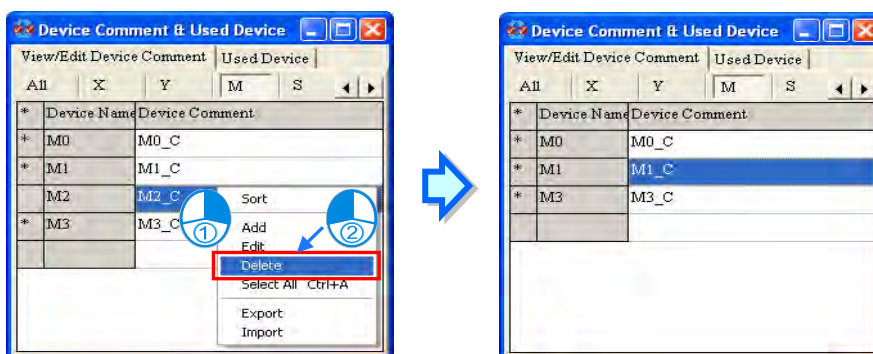 Device Comment & Used Device
View/Edit Device Comment Used Device
All X Y M S
* Device Name Device Comment
* M0 M0_C
* M1 M1_C
M2 M2_C
* M3 M3_C
Sort
Add
Edit
Delete
Select All Ctrl+A
Export
Import
1
2
Device Comment & Used Device
View/Edit Device Comment Used Device
All X Y M S
* Device Name Device Comment
* M0 M0_C
* M1 M1_C
* M3 M3_C